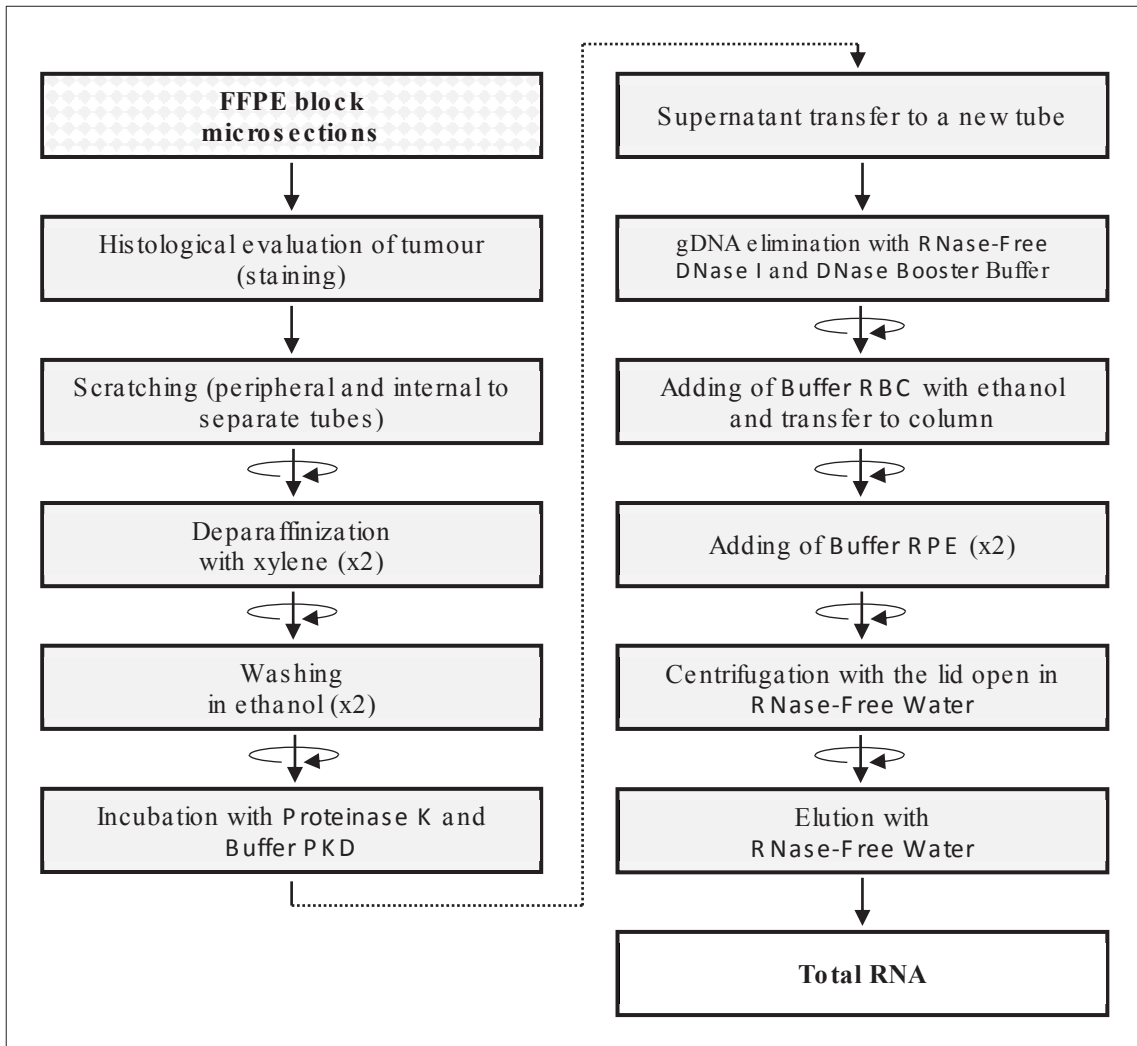 FFPE block
microsections
Histological evaluation of tumour
(staining)
Scratching (peripheral and internal to
separate tubes)
Deparaffinization
with xylene (x2)
Washing
in ethanol (x2)
Incubation with Proteinase K and
Buffer PKD
Supernatant transfer to a new tube
gDNA elimination with RNase-Free
DNase I and DNase Booster Buffer
Adding of Buffer RBC with ethanol
and transfer to column
Adding of Buffer RPE (x2)
Centrifugation with the lid open in
RNase-Free Water
Elution with
RNase-Free Water
Total RNA